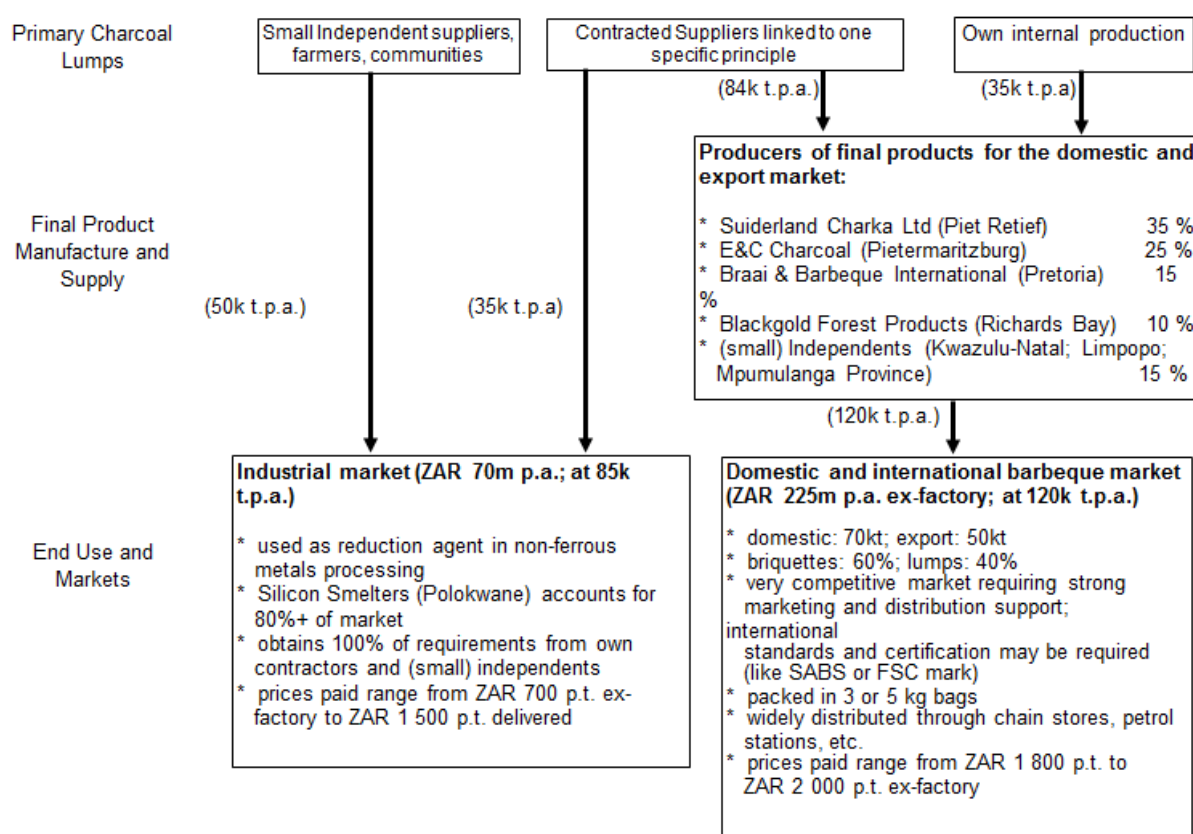 Primary Charcoal
Lumps
Small Independent suppliers,
farmers, communities
Contracted Suppliers linked to one
specific principle
Own internal production
(84k t.p.a.)
(35k t.p.a)
Producers of final products for the domestic and
export market:
* Suiderland Charka Ltd (Piet Retief) 35 %
* E&C Charcoal (Pietermaritzburg) 25 %
* Braai & Barbeque International (Pretoria) 15
%
* Blackgold Forest Products (Richards Bay) 10 %
* (small) Independents (Kwazulu-Natal; Limpopo;
Mpumulanga Province) 15 %
Final Product
Manufacture and
Supply
(50k t.p.a.)
(35k t.p.a)
(120k t.p.a.)
End Use and
Markets
Industrial market (ZAR 70m p.a.; at 85k
t.p.a.)
* used as reduction agent in non-ferrous
metals processing
* Silicon Smelters (Polokwane) accounts for
80%+ of market
* obtains 100% of requirements from own
contractors and (small) independents
* prices paid range from ZAR 700 p.t. ex-
factory to ZAR 1 500 p.t. delivered
Domestic and international barbeque market
(ZAR 225m p.a. ex-factory; at 120k t.p.a.)
* domestic: 70kt; export: 50kt
* briquettes: 60%; lumps: 40%
* very competitive market requiring strong
marketing and distribution support;
international
standards and certification may be required
(like SABS or FSC mark)
* packed in 3 or 5 kg bags
* widely distributed through chain stores, petrol
stations, etc.
* prices paid range from ZAR 1 800 p.t. to
ZAR 2 000 p.t. ex-factory